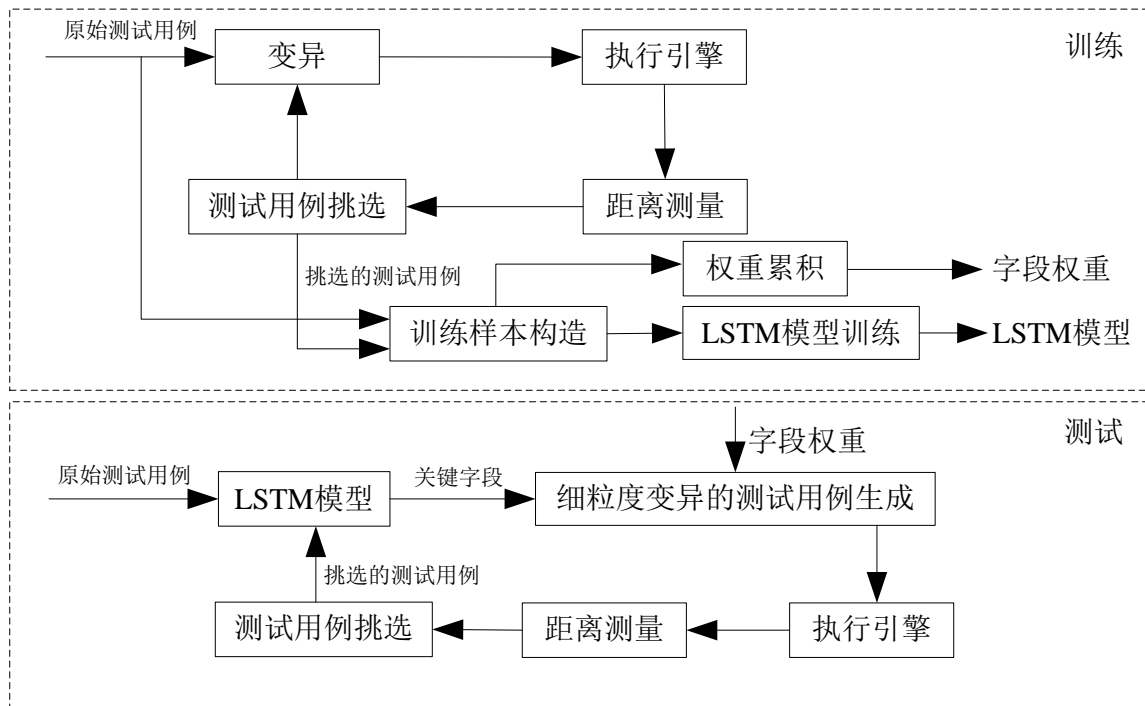 原始测试用例
变异
执行引擎
训练
测试用例挑选
距离测量
挑选的测试用例
权重累积
字段权重
训练样本构造
LSTM模型训练
LSTM模型
测试
字段权重
原始测试用例
LSTM模型
关键字段
细粒度变异的测试用例生成
挑选的测试用例
测试用例挑选
距离测量
执行引擎